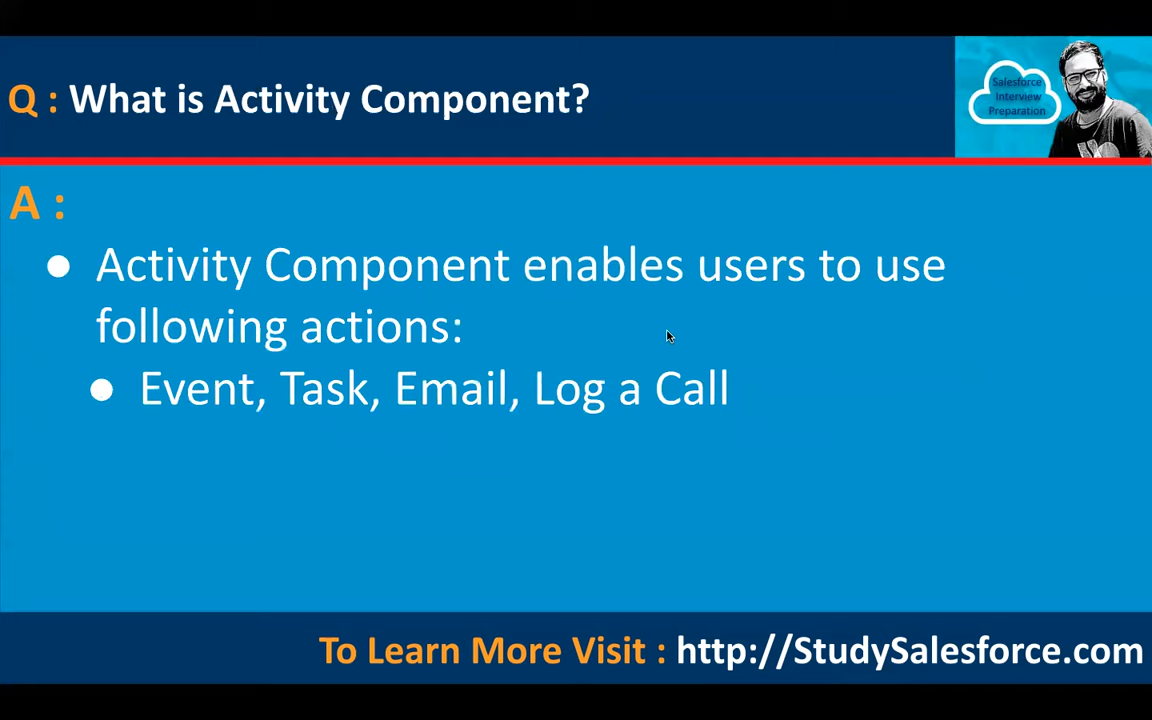 Q : What is Activity Component?
Salesforce
Interview
Preparation
A :
● Activity Component enables users to use
following actions:
● Event, Task, Email, Log a Call
To Learn More Visit : http://StudySalesforce.com